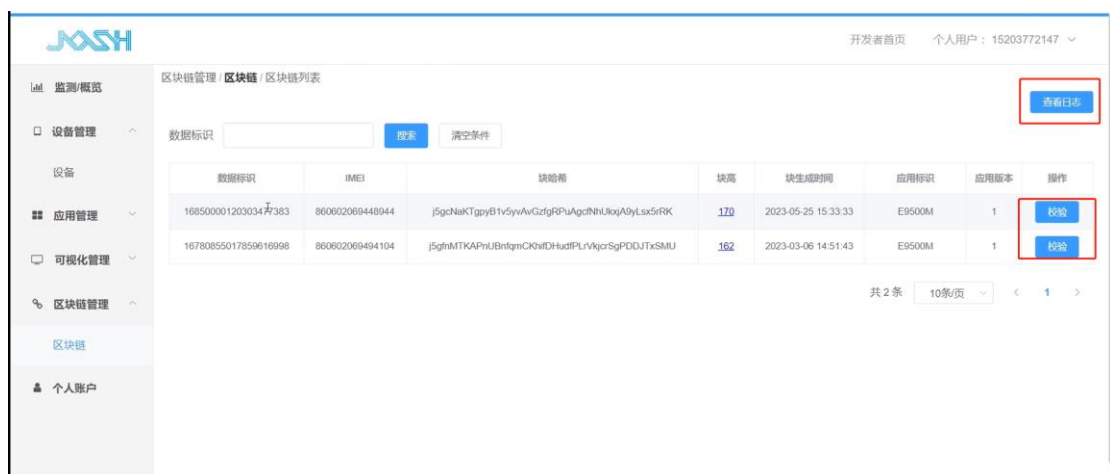 JXXSH
开发者首页 个人用户： 15203772147
监测/概览
设备管理
设备
应用管理
可视化管理
区块链管理
区块链
个人账户
区块链管理 / 区块链 / 区块链列表
查看日志
数据标识 搜索 清空条件
数据标识 IMEI 块哈希 块高 块生成时间 应用标识 应用版本 操作
860602069448944 170 2023-05-25 15:33:33 E9500M 1 校验
16780855017859616998 860602069494104 j5gfnMTKAPnUBnfqmCKhifDHudfPLrVkjcrSgPDDJTxSMU 162 2023-03-06 14:51:43 E9500M 1 校验
共 2 条 10条/页 < 1 >